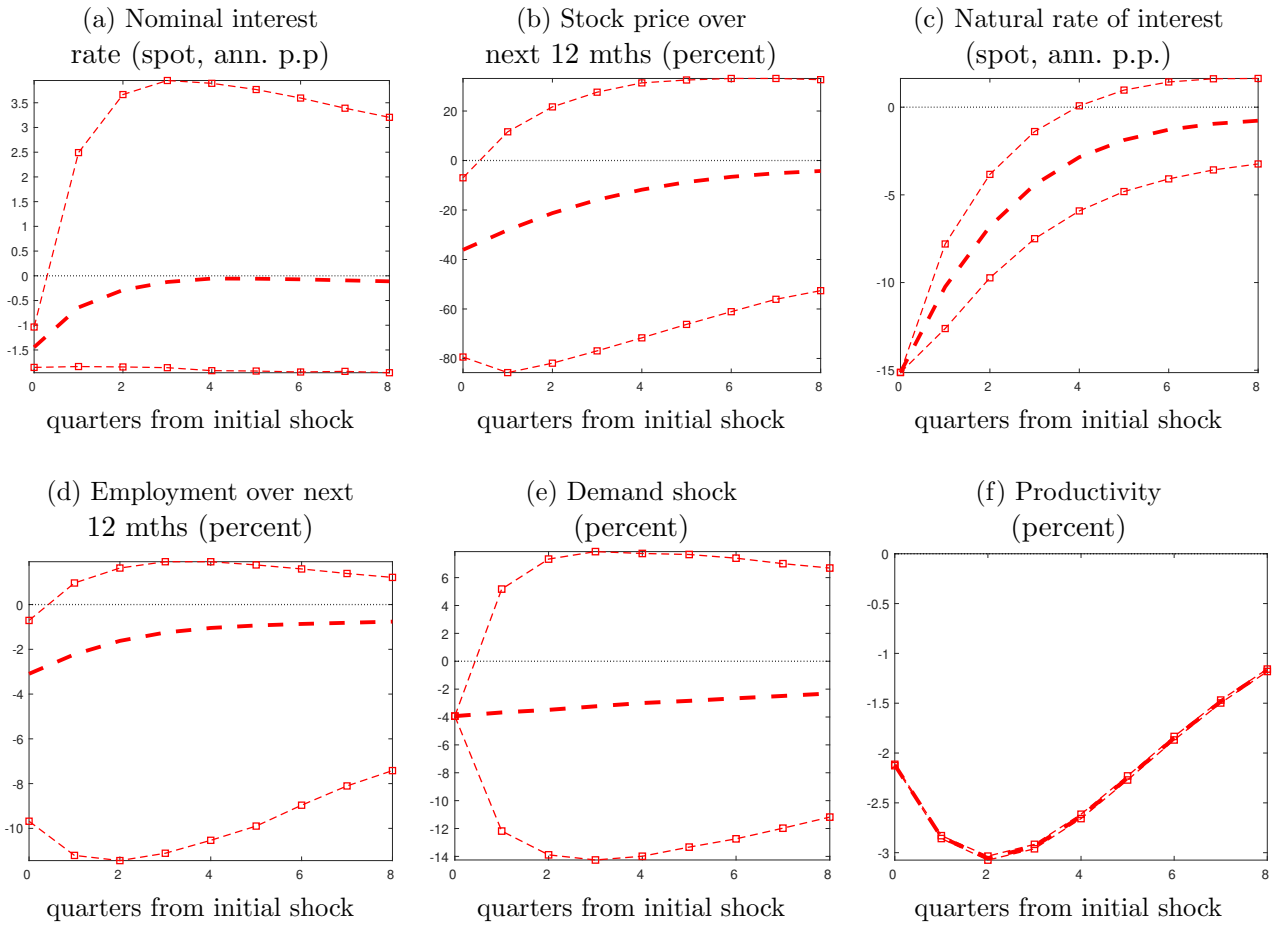 (a) Nominal interest
rate (spot, ann. p.p)
3.5
3
2.5
2
1.5
1
0.5
0
-0.5
-1
-1.5
0 2 4 6 8
quarters from initial shock
(b) Stock price over
next 12 mths (percent)
20
0
-20
-40
-60
-80
0 2 4 6 8
quarters from initial shock
(c) Natural rate of interest
(spot, ann. p.p.)
0
-5
-10
-15
0 2 4 6 8
quarters from initial shock
(d) Employment over next
12 mths (percent)
0
-2
-4
-6
-8
-10
0 2 4 6 8
quarters from initial shock
(e) Demand shock
(percent)
6
4
2
0
-2
-4
-6
-8
-10
-12
-14
0 2 4 6 8
quarters from initial shock
(f) Productivity
(percent)
0
-0.5
-1
-1.5
-2
-2.5
-3
0 2 4 6 8
quarters from initial shock